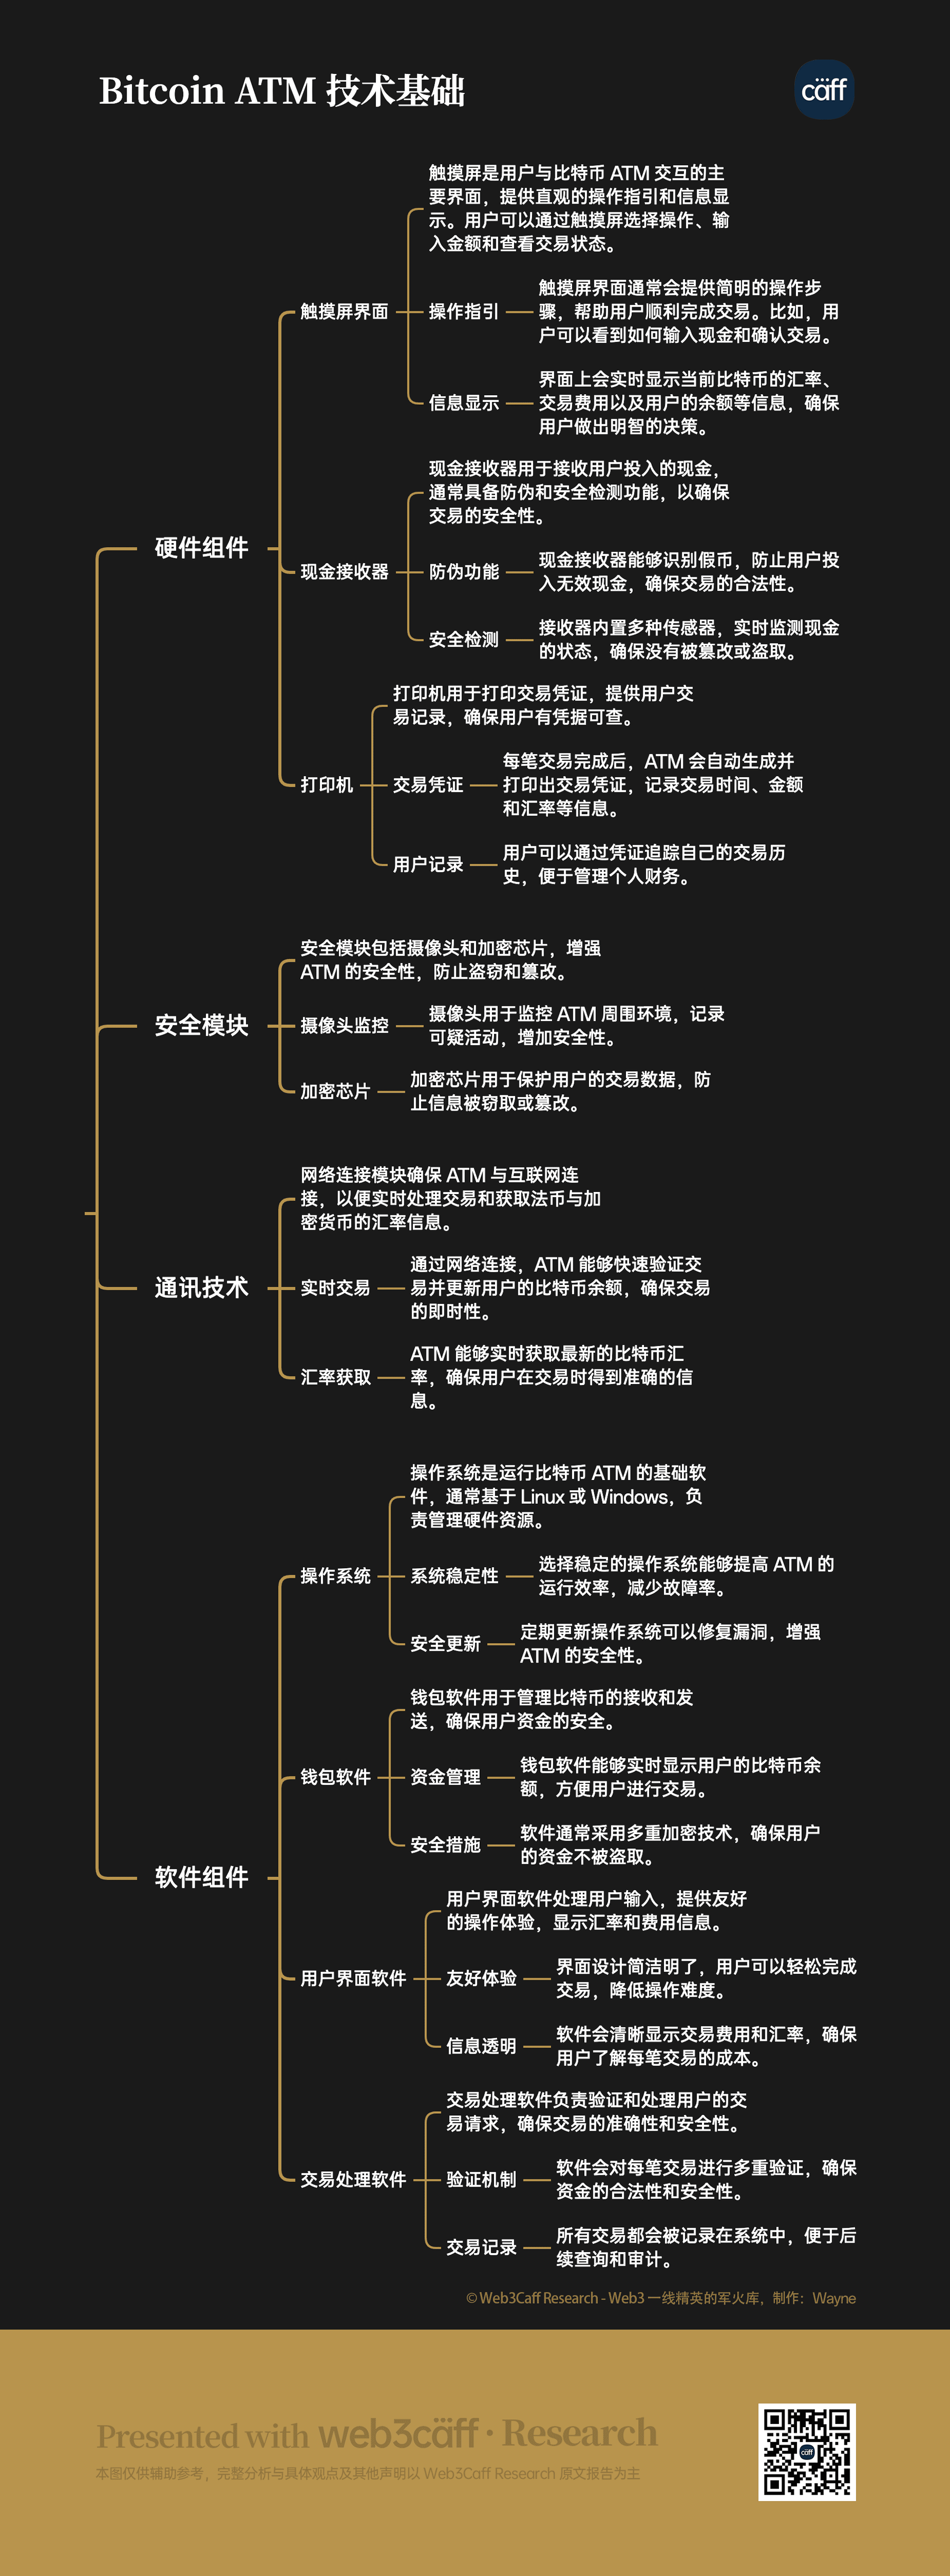 Bitcoin ATM 技术基础
cäff
触摸屏是用户与比特币 ATM 交互的主
要界面，提供直观的操作指引和信息显
示。用户可以通过触摸屏选择操作、输
入金额和查看交易状态。
触摸屏界面
操作指引
触摸屏界面通常会提供简明的操作步
骤，帮助用户顺利完成交易。比如，用
户可以看到如何输入现金和确认交易。
信息显示
界面上会实时显示当前比特币的汇率、
交易费用以及用户的余额等信息，确保
用户做出明智的决策。
硬件组件
现金接收器用于接收用户投入的现金，
通常具备防伪和安全检测功能，以确保
交易的安全性。
现金接收器
防伪功能
现金接收器能够识别假币，防止用户投
入无效现金，确保交易的合法性。
安全检测
接收器内置多种传感器，实时监测现金
的状态，确保没有被篡改或盗取。
打印机用于打印交易凭证，提供用户交
易记录，确保用户有凭据可查。
打印机
交易凭证
每笔交易完成后，ATM 会自动生成并
打印出交易凭证，记录交易时间、金额
和汇率等信息。
用户记录
用户可以通过凭证追踪自己的交易历
史，便于管理个人财务。
安全模块
安全模块包括摄像头和加密芯片，增强
ATM 的安全性，防止盗窃和篡改。
摄像头监控
摄像头用于监控 ATM 周围环境，记录
可疑活动，增加安全性。
加密芯片
加密芯片用于保护用户的交易数据，防
止信息被窃取或篡改。
通讯技术
网络连接模块确保 ATM 与互联网连
接，以便实时处理交易和获取法币与加
密货币的汇率信息。
实时交易
通过网络连接，ATM 能够快速验证交
易并更新用户的比特币余额，确保交易
的即时性。
汇率获取
ATM 能够实时获取最新的比特币汇
率，确保用户在交易时得到准确的信
息。
软件组件
操作系统是运行比特币 ATM 的基础软
件，通常基于 Linux 或 Windows，负
责管理硬件资源。
操作系统
系统稳定性
选择稳定的操作系统能够提高 ATM 的
运行效率，减少故障率。
安全更新
定期更新操作系统可以修复漏洞，增强
ATM 的安全性。
钱包软件用于管理比特币的接收和发
送，确保用户资金的安全。
钱包软件
资金管理
钱包软件能够实时显示用户的比特币余
额，方便用户进行交易。
安全措施
软件通常采用多重加密技术，确保用户
的资金不被盗取。
用户界面软件处理用户输入，提供友好
的操作体验，显示汇率和费用信息。
用户界面软件
友好体验
界面设计简洁明了，用户可以轻松完成
交易，降低操作难度。
信息透明
软件会清晰显示交易费用和汇率，确保
用户了解每笔交易的成本。
交易处理软件负责验证和处理用户的交
易请求，确保交易的准确性和安全性。
交易处理软件
验证机制
软件会对每笔交易进行多重验证，确保
资金的合法性和安全性。
交易记录
所有交易都会被记录在系统中，便于后
续查询和审计。
© Web3Caff Research - Web3 一线精英的军火库，制作：Wayne
Presented with web3cäff · Research
本图仅供辅助参考，完整分析与具体观点及其他声明以 Web3Caff Research 原文报告为主
cäff